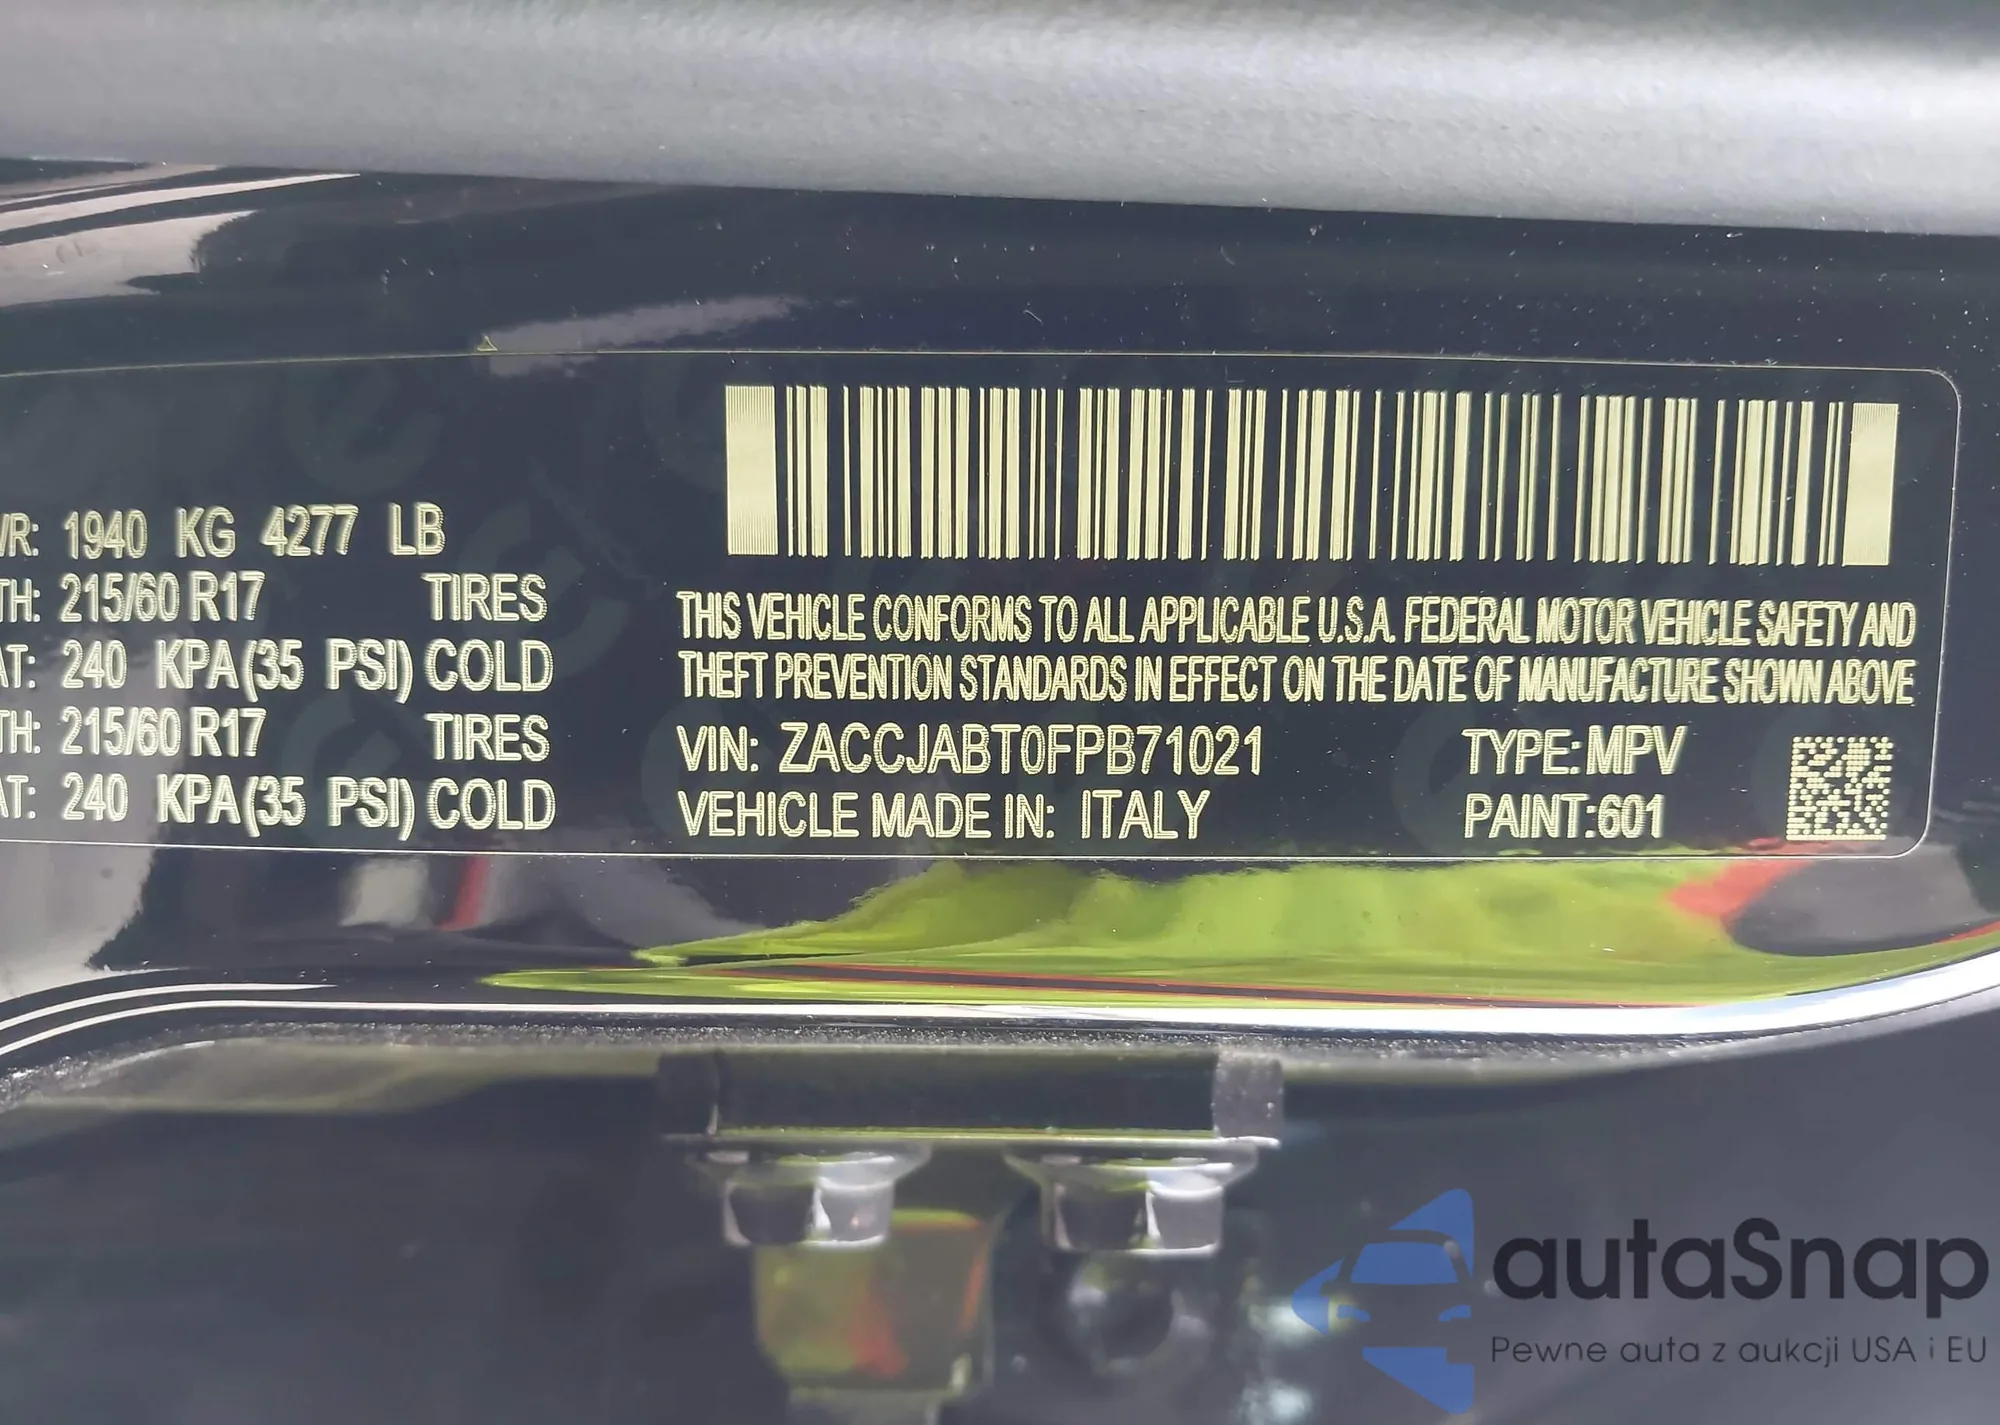 VR: 1940 KG 4277 LB
TH: 215/60 R17 TIRES
AT: 240 KPA(35 PSI) COLD
TH: 215/60 R17 TIRES
AT: 240 KPA(35 PSI) COLD
THIS VEHICLE CONFORMS TO ALL APPLICABLE U.S.A. FEDERAL MOTOR VEHICLE SAFETY AND
THEFT PREVENTION STANDARDS IN EFFECT ON THE DATE OF MANUFACTURE SHOWN ABOVE
VIN: ZACCJABT0FPB71021 TYPE: MPV
VEHICLE MADE IN: ITALY PAINT:601
autaSnap
Pewne auta z aukcji USA i EU